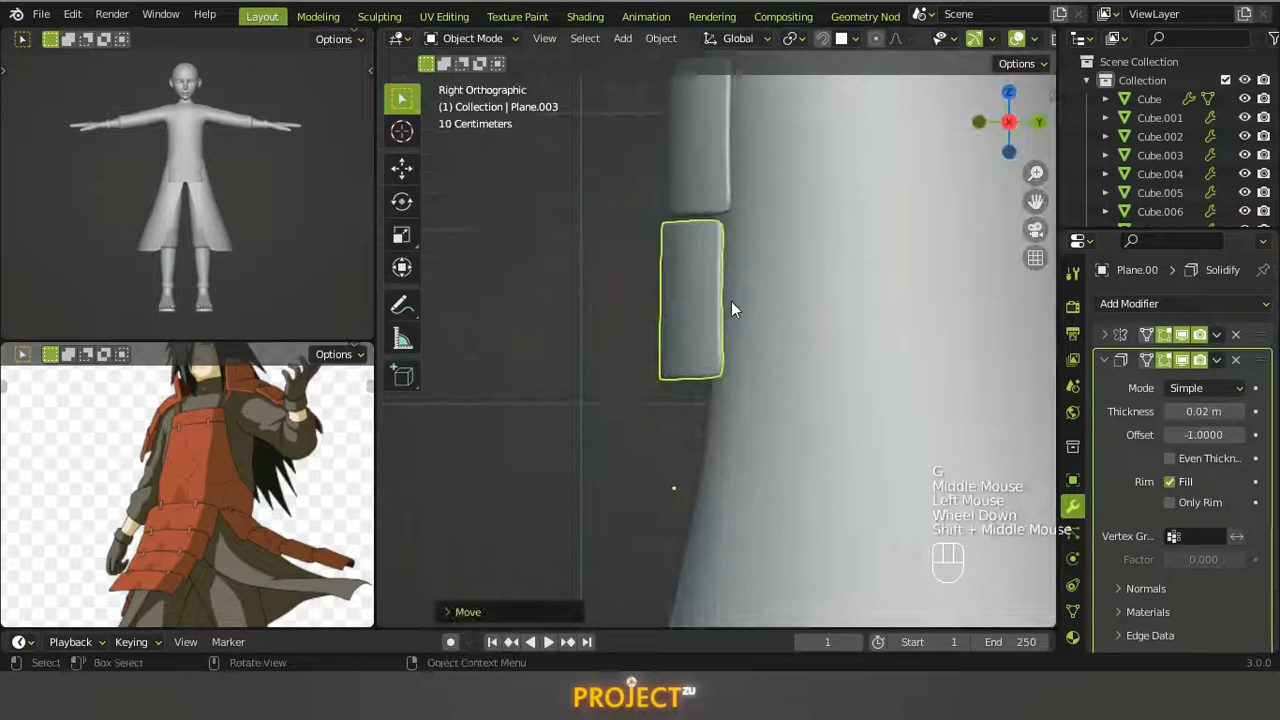 File Edit Render Window Help Layout Modeling Sculpting UV Editing Texture Paint Shading Animation Rendering Compositing Geometry Nod Scene ViewLayer
Options
Object Mode View Select Add Object Global
Options
Right Orthographic
(1) Collection | Plane.003
10 Centimeters
Z
Y
X
Scene Collection
Collection
Cube
Cube.001
Cube.002
Cube.003
Cube.004
Cube.005
Cube.006
Plane.00 Solidify
Add Modifier
Mode Simple
Thickness 0.02 m
Offset -1.0000
Even Thickn...
Rim Fill
Only Rim
Vertex Gr...
Factor 0.000
Normals
Materials
Edge Data
Options
G
Middle Mouse
Left Mouse
Wheel Down
Shift + Middle Mouse
Move
Playback Keying View Marker 1 Start 1 End 250
Select Box Select Rotate View Object Context Menu 3.0.0
PROJECT ZU